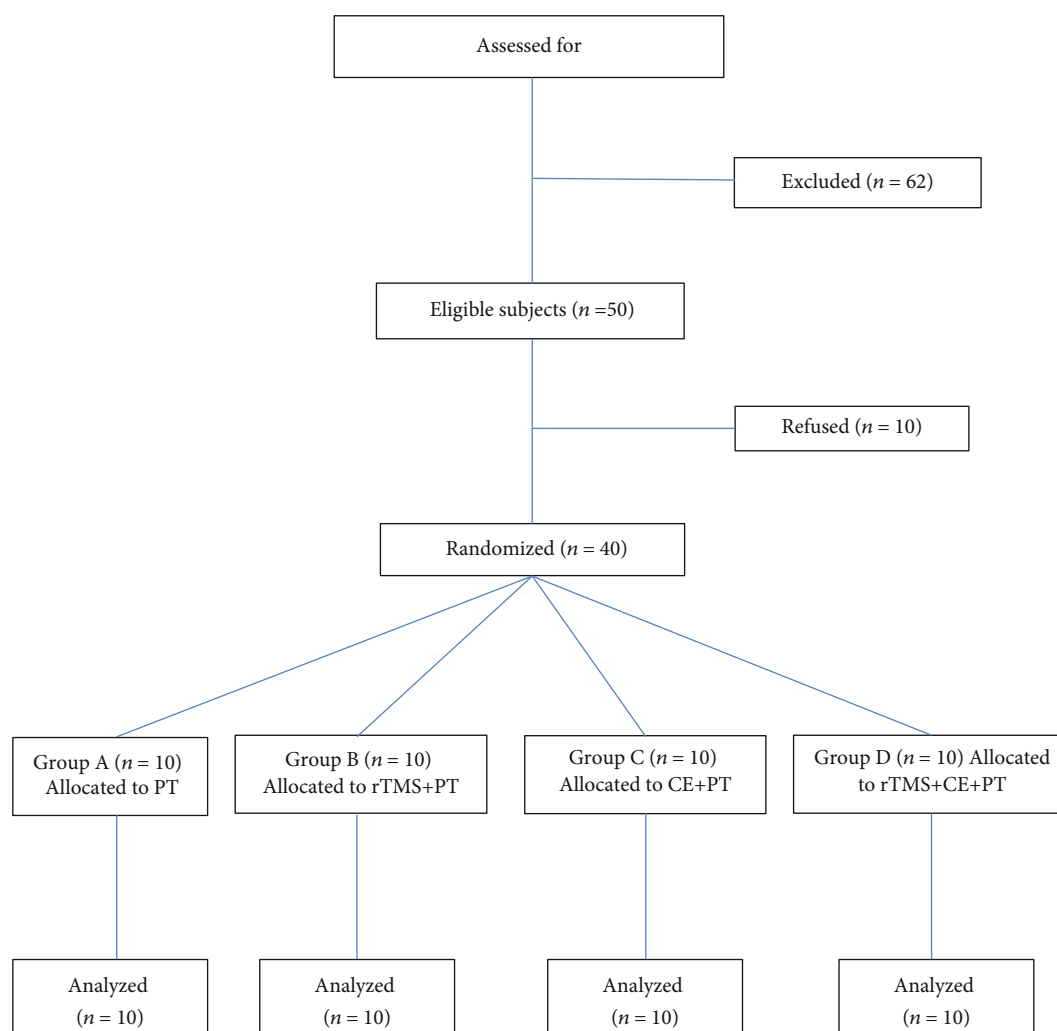 Assessed for
Excluded (n = 62)
Eligible subjects (n =50)
Refused (n = 10)
Randomized (n = 40)
Group A (n = 10)
Allocated to PT
Group B (n = 10)
Allocated to rTMS+PT
Group C (n = 10)
Allocated to CE+PT
Group D (n = 10) Allocated
to rTMS+CE+PT
Analyzed
(n = 10)
Analyzed
(n = 10)
Analyzed
(n = 10)
Analyzed
(n = 10)